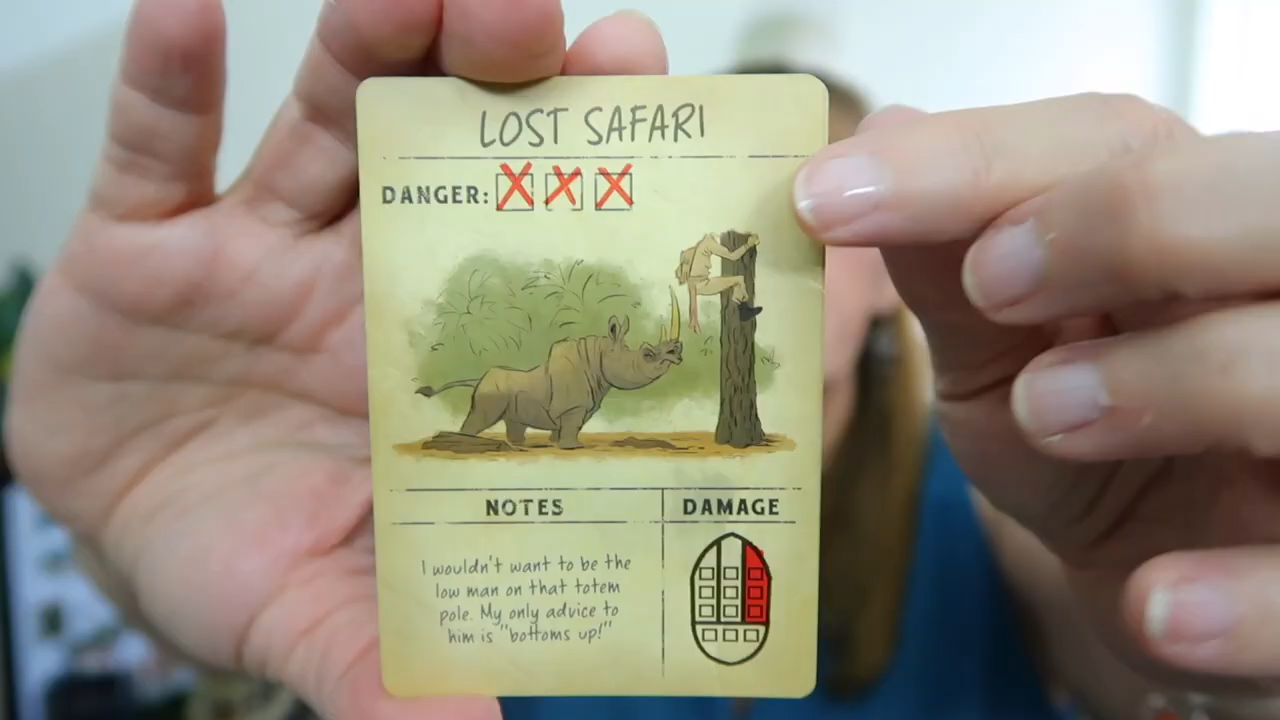 LOST SAFARI
DANGER:
NOTES
DAMAGE
I wouldn't want to be the
low man on that totem
pole. My only advice to
him is "bottoms up!"